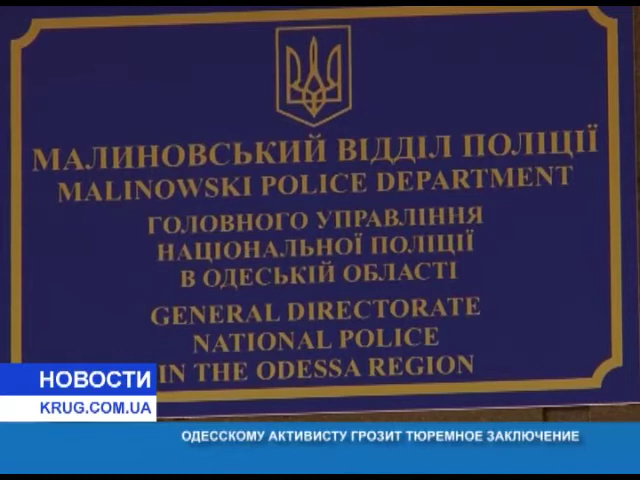 МАЛИНОВСЬКИЙ ВІДДІЛ ПОЛІЦІЇ
MALINOWSKI POLICE DEPARTMENT
ГОЛОВНОГО УПРАВЛІННЯ
НАЦІОНАЛЬНОЇ ПОЛІЦІЇ
В ОДЕСЬКІЙ ОБЛАСТІ
GENERAL DIRECTORATE
NATIONAL POLICE
IN THE ODESSA REGION
НОВОСТИ
KRUG.COM.UA
ОДЕССКОМУ АКТИВИСТУ ГРОЗИТ ТЮРЕМНОЕ ЗАКЛЮЧЕНИЕ